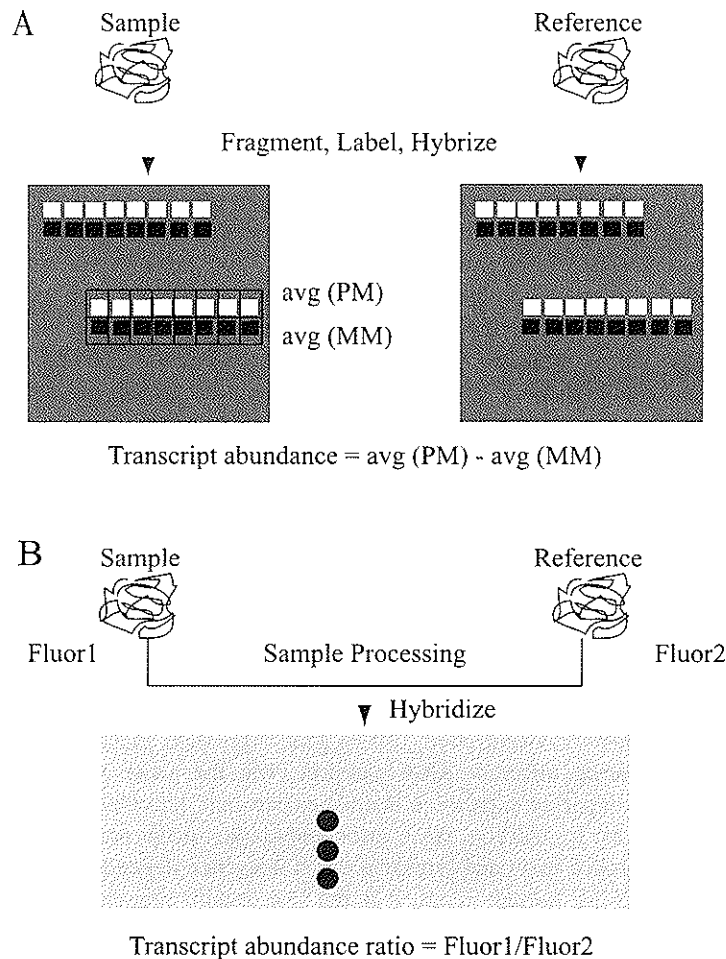 A
Sample Reference
Fragment, Label, Hybrize
avg (PM)
avg (MM)
Transcript abundance = avg (PM) - avg (MM)
B
Sample Reference
Fluor1 Sample Processing Fluor2
Hybridize
Transcript abundance ratio = Fluor1/Fluor2